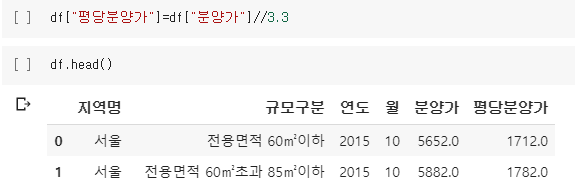 [ ] df["평당분양가"]=df["분양가"]//3.3
[ ] df.head()
지역명 규모구분 연도 월 분양가 평당분양가
0 서울 전용면적 60㎡이하 2015 10 5652.0 1712.0
1 서울 전용면적 60㎡초과 85㎡이하 2015 10 5882.0 1782.0